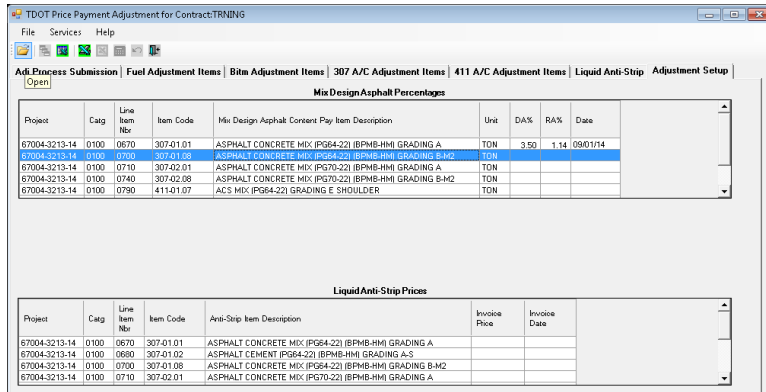 TDOT Price Payment Adjustment for Contract:TRNING
File Services Help
Adj Process Submission Fuel Adjustment Items Bitm Adjustment Items 307 A/C Adjustment Items 411 A/C Adjustment Items Liquid Anti-Strip Adjustment Setup
Open
Mix Design Asphalt Percentages
Project Catg Line Item Nbr Item Code Mix Design Asphalt Content Pay Item Description Unit DA% RA% Date
67004-3213-14 0100 0670 307-01.01 ASPHALT CONCRETE MIX (PG64-22) (BPMB-HM) GRADING A TON 3.50 1.14 09/01/14
67004-3213-14 0100 0700 307-01.08 ASPHALT CONCRETE MIX (PG64-22) (BPMB-HM) GRADING B-M2 TON
67004-3213-14 0100 0710 307-02.01 ASPHALT CONCRETE MIX (PG70-22) (BPMB-HM) GRADING A TON
67004-3213-14 0100 0740 307-02.08 ASPHALT CONCRETE MIX (PG70-22) (BPMB-HM) GRADING B-M2 TON
67004-3213-14 0100 0790 411-01.07 ACS MIX (PG64-22) GRADING E SHOULDER TON
Liquid Anti-Strip Prices
Project Catg Line Item Nbr Item Code Anti-Strip Item Description Invoice Price Invoice Date
67004-3213-14 0100 0670 307-01.01 ASPHALT CONCRETE MIX (PG64-22) (BPMB-HM) GRADING A
67004-3213-14 0100 0680 307-01.02 ASPHALT CEMENT (PG64-22) (BPMB-HM) GRADING A-S
67004-3213-14 0100 0700 307-01.08 ASPHALT CONCRETE MIX (PG64-22) (BPMB-HM) GRADING B-M2
67004-3213-14 0100 0710 307-02.01 ASPHALT CONCRETE MIX (PG70-22) (BPMB-HM) GRADING A